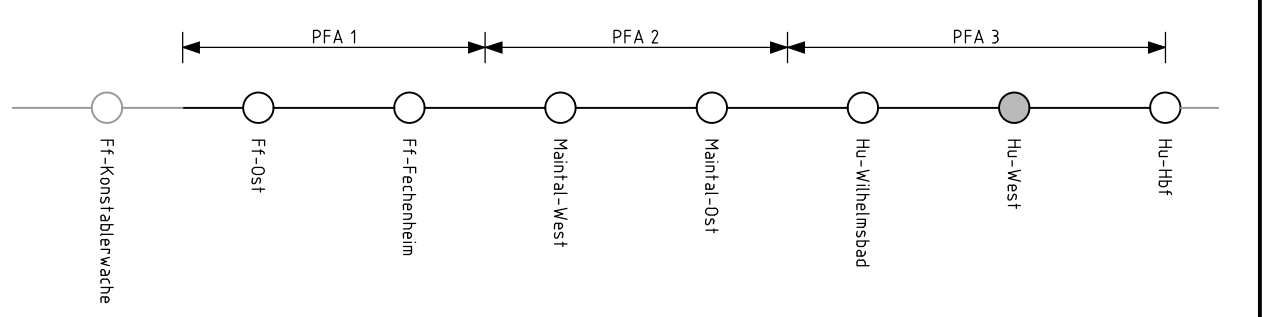 PFA 1
PFA 2
PFA 3
Ff-Konstablerwache
Ff-Ost
Ff-Fechenheim
Maintal-West
Maintal-Ost
Hu-Wilhelmsbad
Hu-West
Hu-Hbf